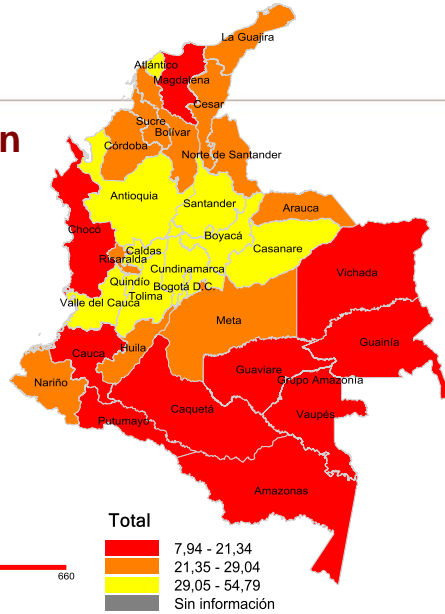 La Guajira
Atlántico
Magdalena
Cesar
n
Sucre
Bolívar
Córdoba
Norte de Santander
Antioquia
Santander
Arauca
Chocó
Boyacá
Caldas
Casanare
Risaralda
Cundinamarca
Vichada
Quindío
Bogotá D.C.
Tolima
Valle del Cauca
Meta
Guainía
Huila
Cauca
Guaviare
Grupo Amazonía
Nariño
Caquetá
Vaupés
Putumayo
Amazonas
Total
7,94 - 21,34
21,35 - 29,04
29,05 - 54,79
Sin información
660